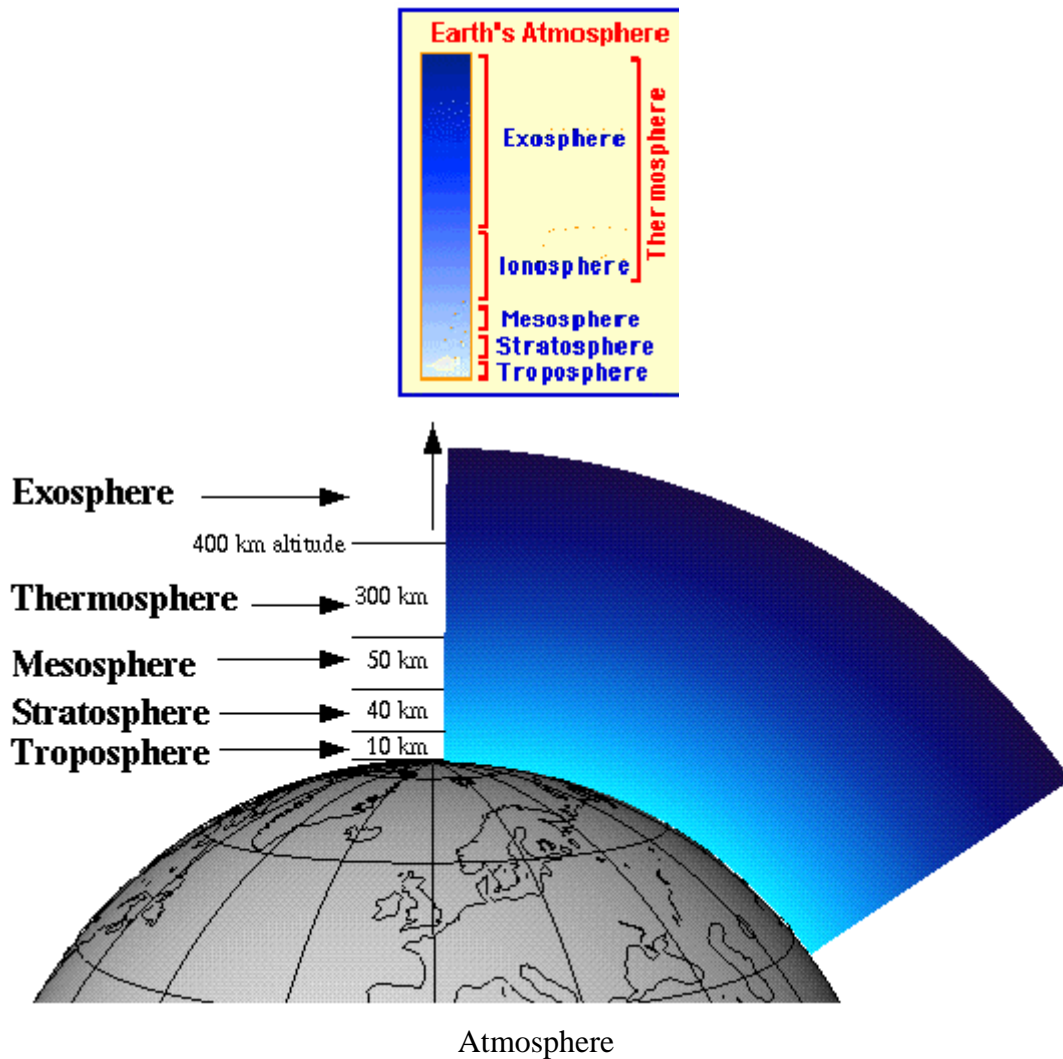 Earth's Atmosphere
Exosphere
Thermosphere
Ionosphere
Mesosphere
Stratosphere
Troposphere
Exosphere
400 km altitude
Thermosphere 300 km
Mesosphere 50 km
Stratosphere 40 km
Troposphere 10 km
Atmosphere